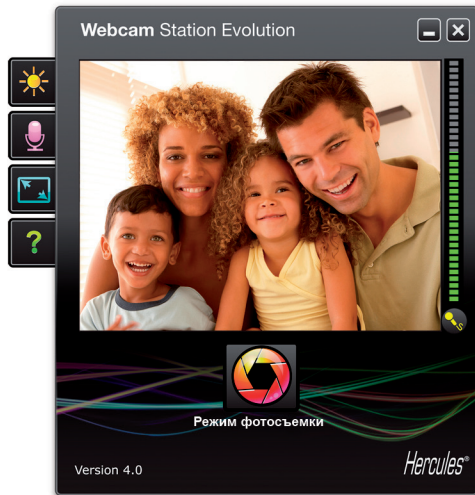 Webcam Station Evolution
?
S
Режим фотосъемки
Version 4.0
Hercules®